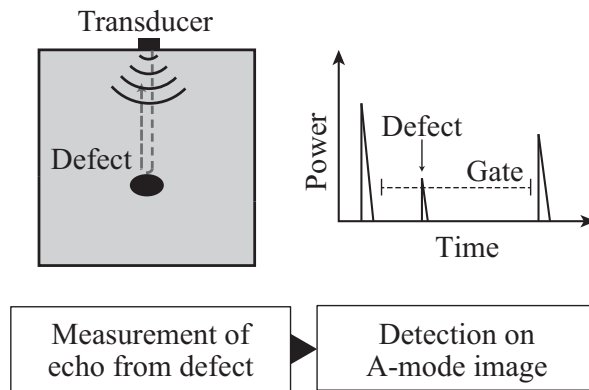 Transducer
Defect
Power
Defect
Gate
Time
Measurement of
echo from defect
Detection on
A-mode image